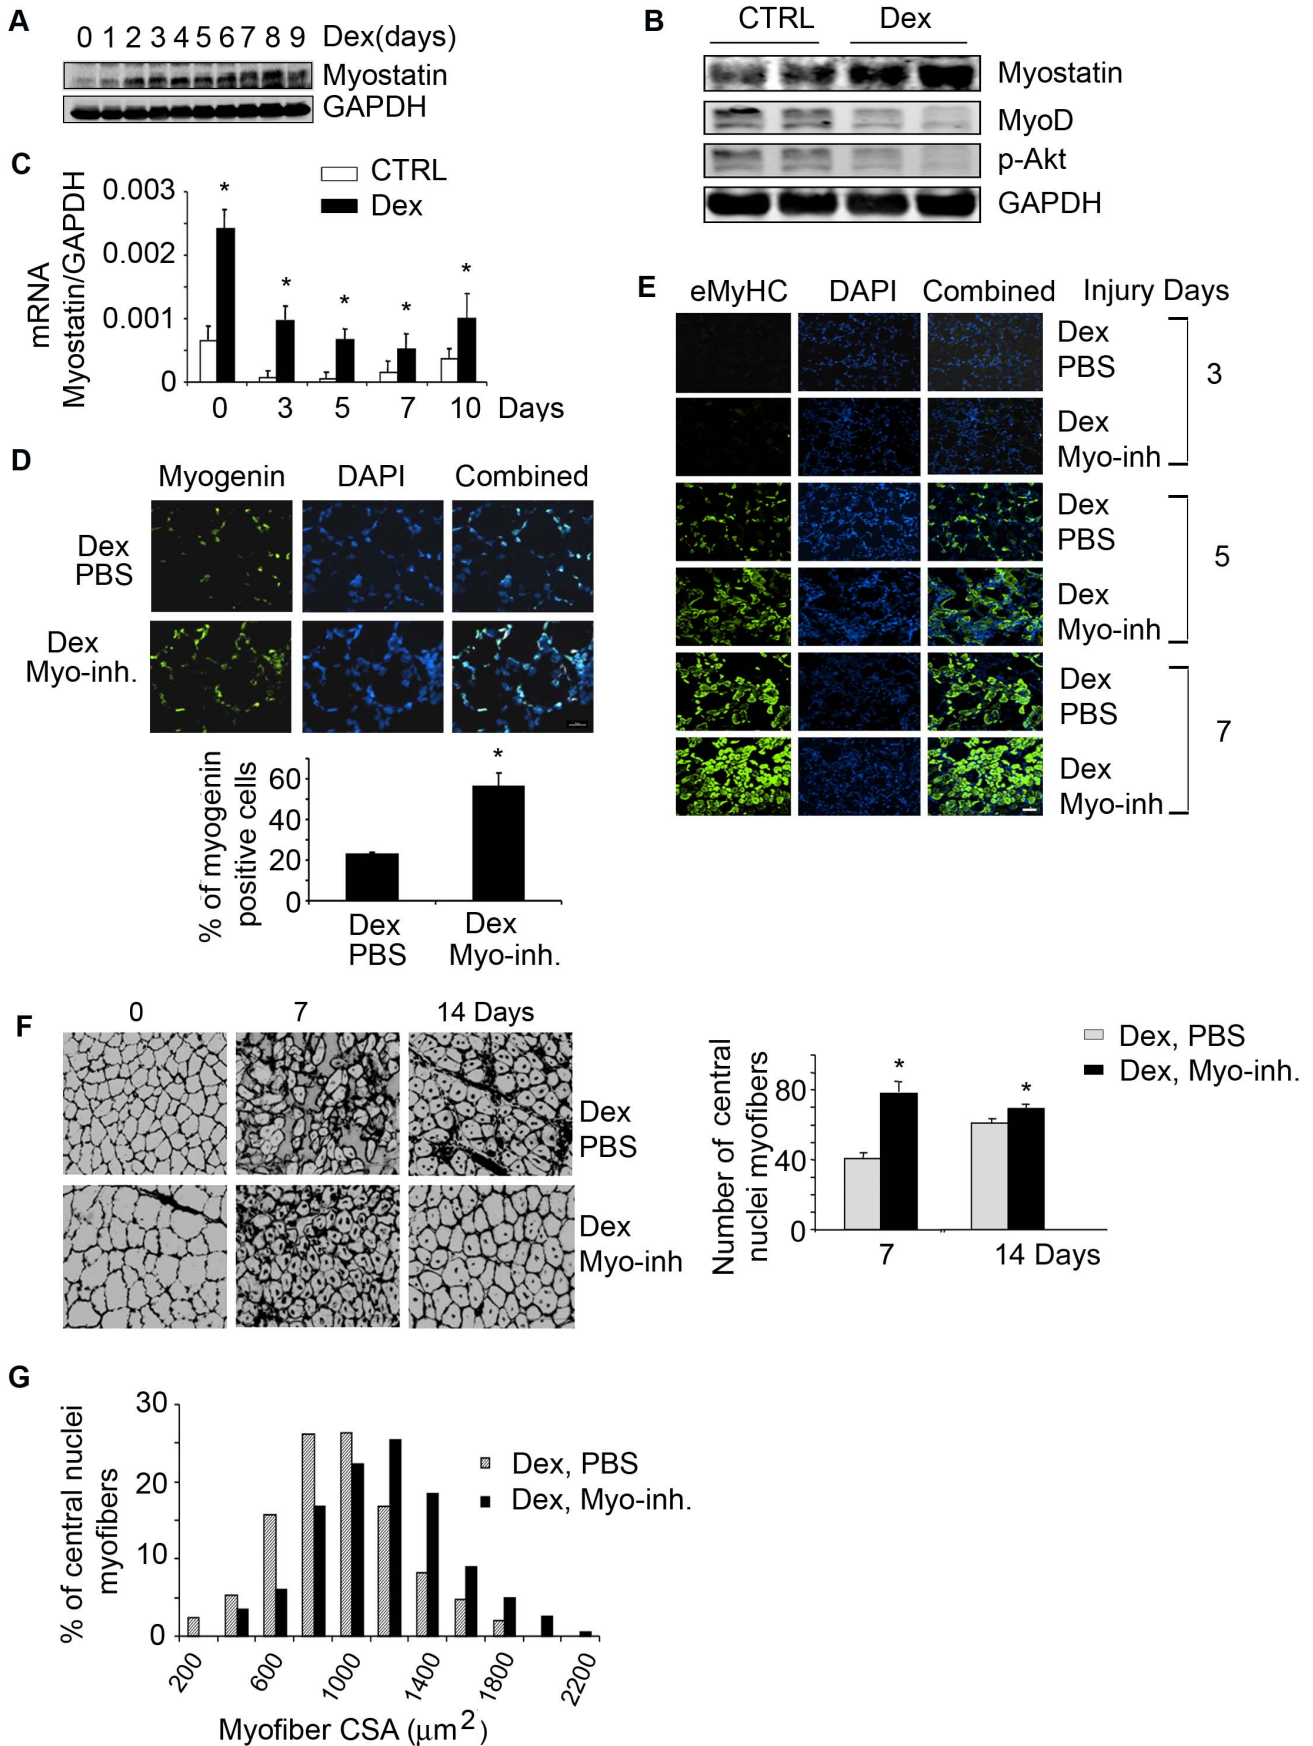 A
0 1 2 3 4 5 6 7 8 9 Dex(days)
Myostatin
GAPDH
B
CTRL Dex
Myostatin
MyoD
p-Akt
GAPDH
C
CTRL
Dex
mRNA
Myostatin/GAPDH
0.003
0.002
0.001
0
* * * * *
0 3 5 7 10 Days
D
Myogenin DAPI Combined
Dex
PBS
Dex
Myo-inh.
% of myogenin
positive cells
60
40
20
0
*
Dex
PBS
Dex
Myo-inh.
E
eMyHC DAPI Combined Injury Days
Dex
PBS
Dex
Myo-inh
3
Dex
PBS
Dex
Myo-inh
5
Dex
PBS
Dex
Myo-inh
7
F
0 7 14 Days
Dex
PBS
Dex
Myo-inh
Number of central
nuclei myofibers
80
40
0
* *
7 14 Days
Dex, PBS
Dex, Myo-inh.
G
% of central nuclei
myofibers
30
20
10
0
Dex, PBS
Dex, Myo-inh.
200 600 1000 1400 1800 2200
Myofiber CSA (μm²)